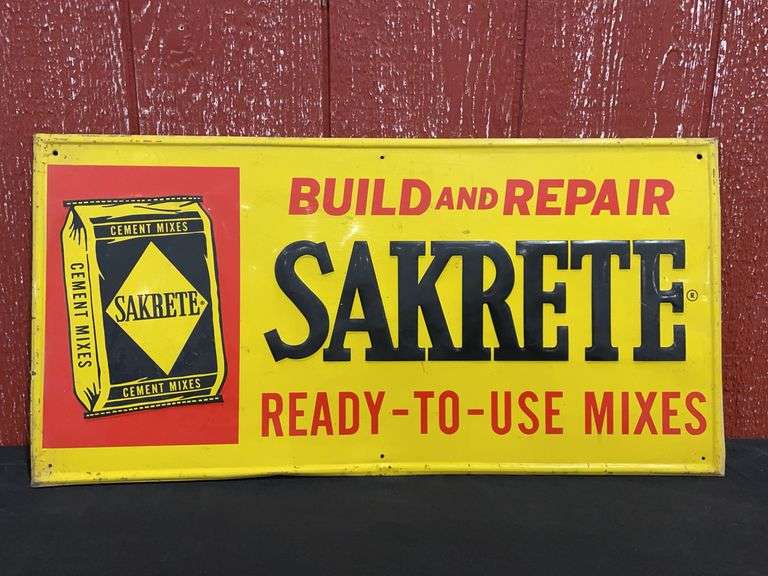 CEMENT MIXES
CEMENT MIXES
SAKRETE®
CEMENT MIXES
BUILD AND REPAIR
SAKRETE®
READY-TO-USE MIXES